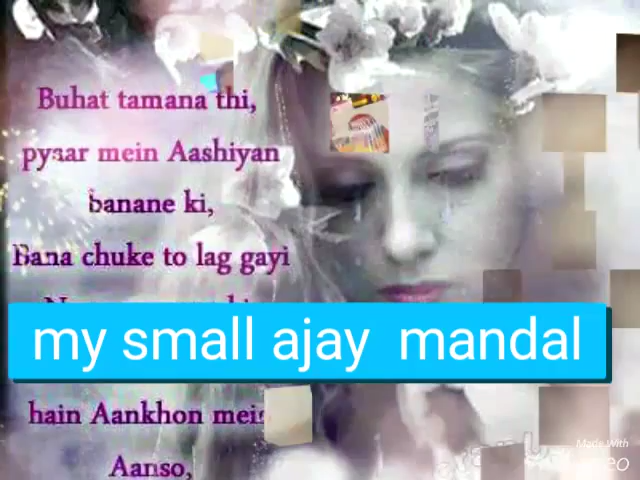 Buhat tamana thi,
pyaar mein Aashiyan
banane ki,
Bana chuke to lag gayi
my small ajay mandal
hain Aankhon mein
Aanso,
Made With